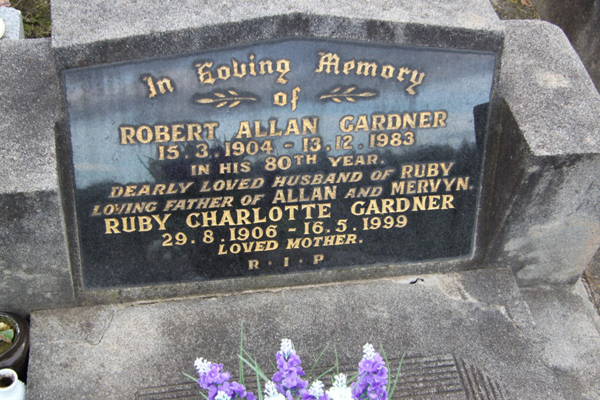 In Loving Memory
of
ROBERT ALLAN GARDNER
15.3.1904 - 13.12.1983
IN HIS 80TH YEAR.
DEARLY LOVED HUSBAND OF RUBY
LOVING FATHER OF ALLAN AND MERVYN.
RUBY CHARLOTTE GARDNER
29.8.1906 - 16.5.1999
LOVED MOTHER.
R · I · P